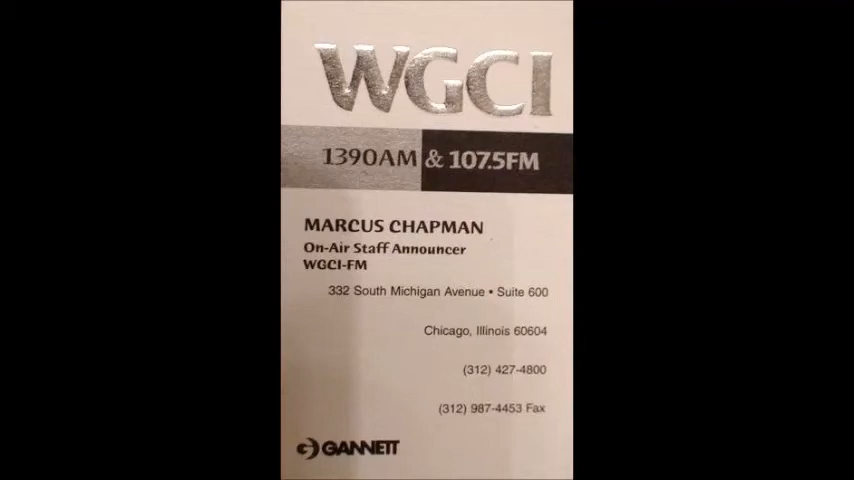 WGCI
1390AM & 107.5FM
MARCUS CHAPMAN
On-Air Staff Announcer
WGCI-FM
332 South Michigan Avenue • Suite 600
Chicago, Illinois 60604
(312) 427-4800
(312) 987-4453 Fax
GANNETT